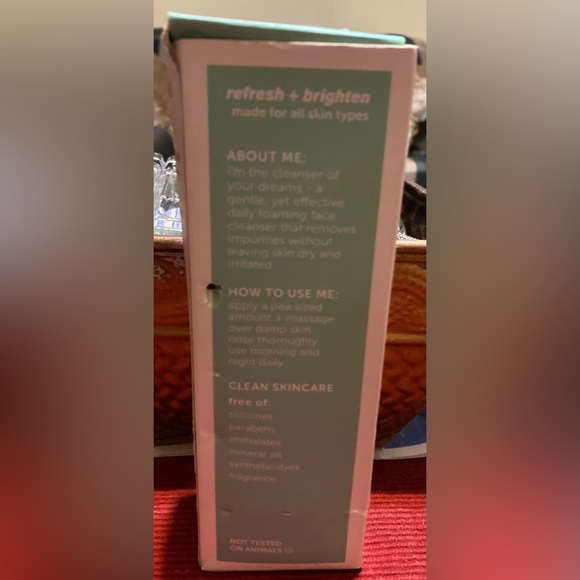 refresh + brighten
made for all skin types
ABOUT ME:
I'm the cleanser of
your dreams - a
gentle, yet effective
daily foaming face
cleanser that removes
impurities without
leaving skin dry and
irritated.
HOW TO USE ME:
apply a pea sized
amount + massage
over damp skin.
rinse thoroughly.
use morning and
night daily.
CLEAN SKINCARE
free of:
silicones
parabens
phthalates
mineral oil
synthetic dyes
fragrance
NOT TESTED
ON ANIMALS